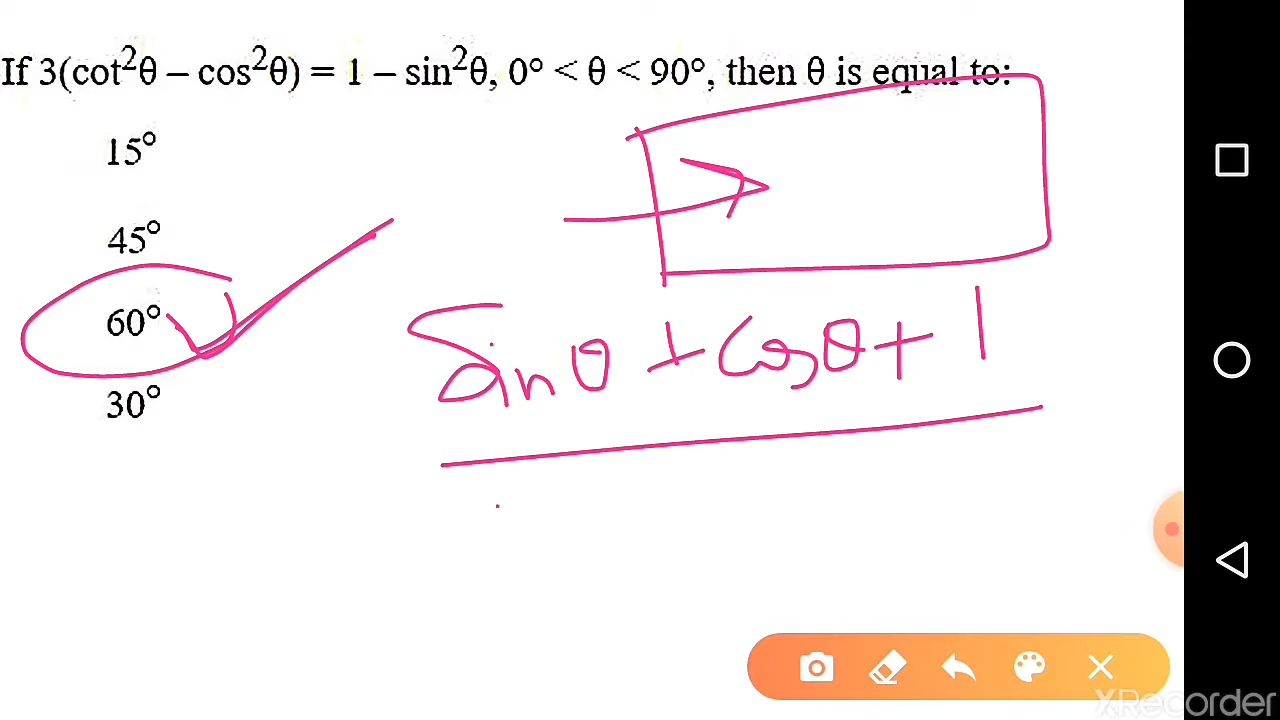 If 3(cot²θ – cos²θ) = 1 – sin²θ, 0° < θ < 90°, then θ is equal to:
15°
45°
60°
30°
Sinθ + Cosθ + 1
XRecorder